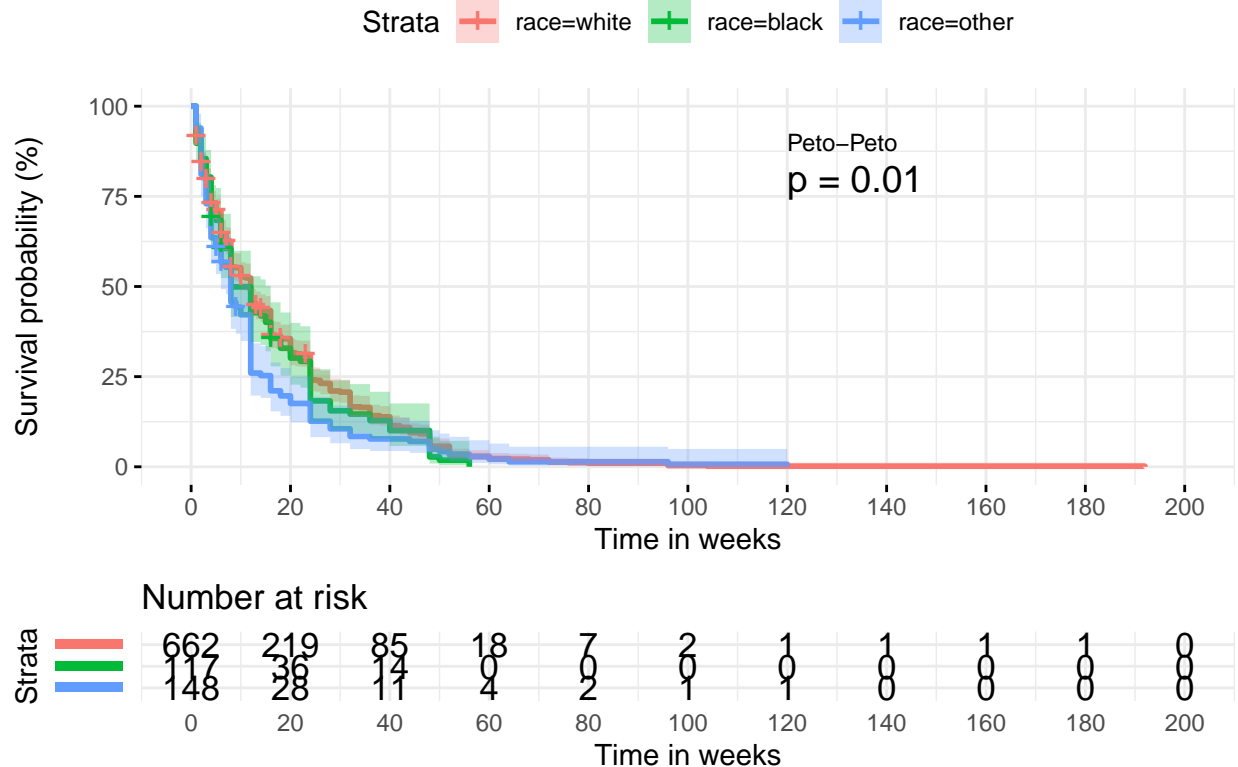 Strata race=white race=black race=other
Survival probability (%)
100
75
50
25
0
Peto−Peto
p = 0.01
0 20 40 60 80 100 120 140 160 180 200
Time in weeks
Number at risk
Strata
662 219 85 18 7 2 1 1 1 1 0
117 36 14 0 0 0 0 0 0 0 0
148 28 11 4 2 1 1 0 0 0 0
0 20 40 60 80 100 120 140 160 180 200
Time in weeks